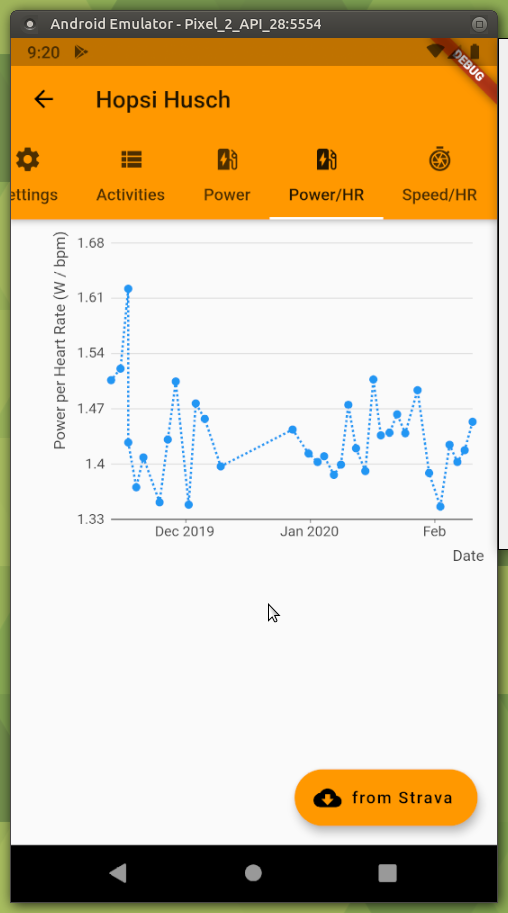 Android Emulator - Pixel_2_API_28:5554
9:20
DEBUG
Hopsi Husch
ettings Activities Power Power/HR Speed/HR
Power per Heart Rate (W / bpm)
1.68
1.61
1.54
1.47
1.4
1.33
Dec 2019 Jan 2020 Feb
Date
from Strava